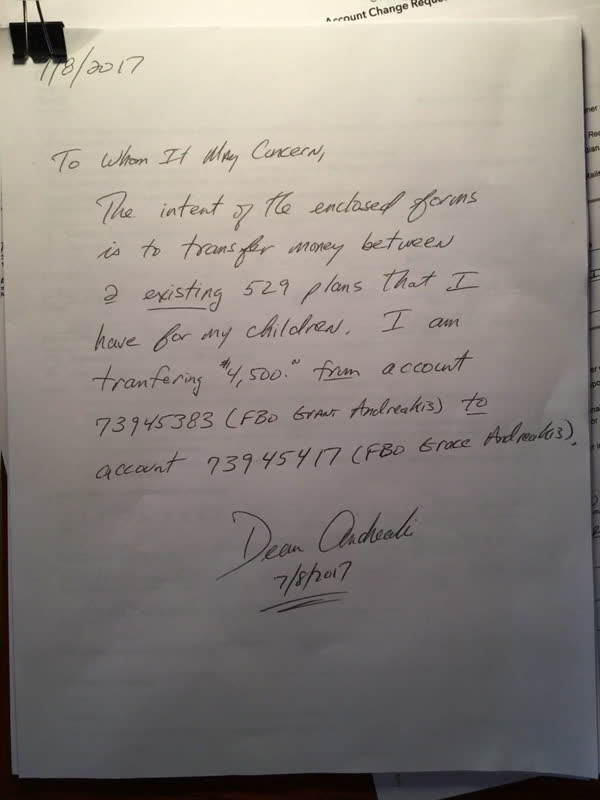 Account Change Reque
7/8/2017
To Whom It May Concern,
The intent of the enclosed forms
is to transfer money between
2 existing 529 plans that I
have for my children. I am
tranfering $4,500. from account
73945383 (FBO Grant Andreakis) to
account 73945417 (FBO Grace Andreakis).
Dean Andreakis
7/8/2017